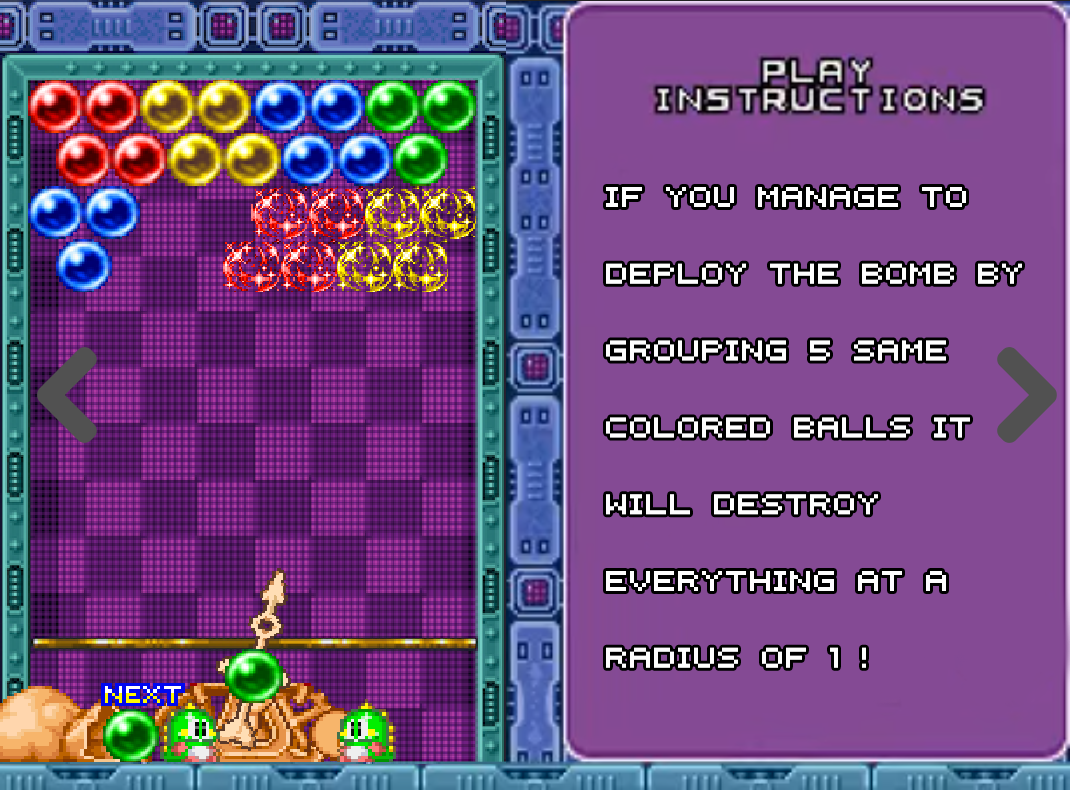 PLAY
INSTRUCTIONS
IF YOU MANAGE TO
DEPLOY THE BOMB BY
GROUPING 5 SAME
COLORED BALLS IT
WILL DESTROY
EVERYTHING AT A
RADIUS OF 1!
NEXT